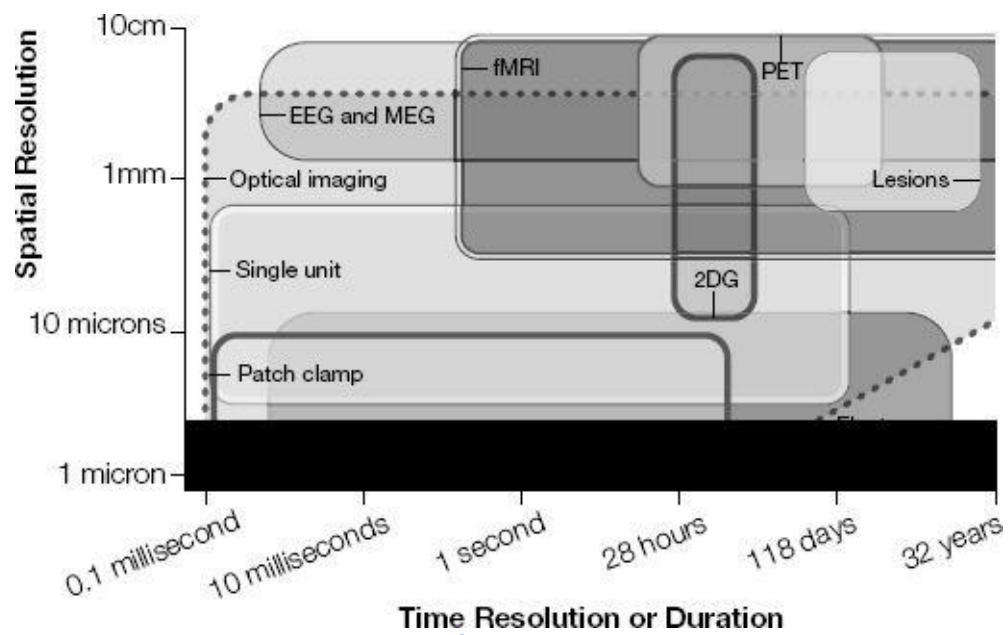 10cm
Spatial Resolution
fMRI
PET
EEG and MEG
1mm
Optical imaging
Lesions
Single unit
2DG
10 microns
Patch clamp
1 micron
0.1 millisecond
10 milliseconds
1 second
28 hours
118 days
32 years
Time Resolution or Duration